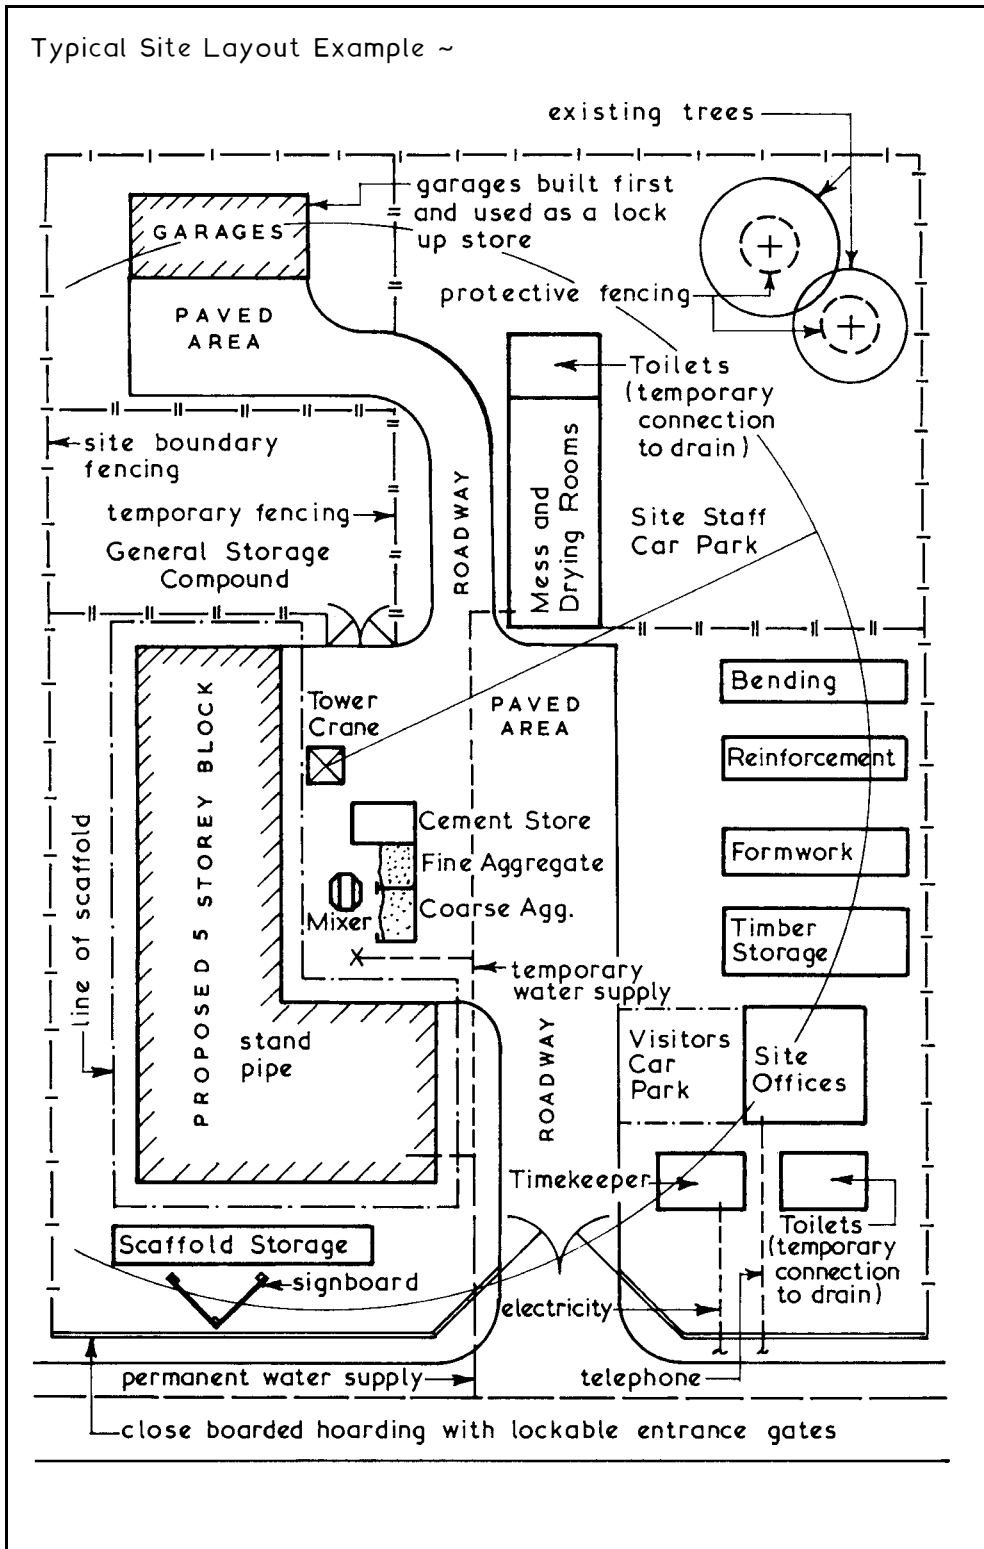 Typical Site Layout Example ~
existing trees
garages built first
and used as a lock
up store
GARAGES
protective fencing
PAVED
AREA
Toilets
(temporary
connection
to drain)
site boundary
fencing
temporary fencing
General Storage
Compound
ROADWAY
Mess and
Drying Rooms
Site Staff
Car Park
PROPOSED 5 STOREY BLOCK
Tower
Crane
PAVED
AREA
Bending
Reinforcement
Formwork
Timber
Storage
Cement Store
Fine Aggregate
Coarse Agg.
Mixer
line of scaffold
temporary
water supply
stand
pipe
ROADWAY
Visitors
Car
Park
Site
Offices
Timekeeper
Toilets
(temporary
connection
to drain)
Scaffold Storage
signboard
electricity
permanent water supply
telephone
close boarded hoarding with lockable entrance gates